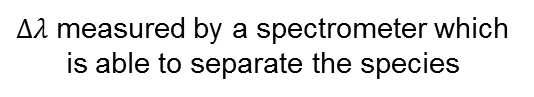 Δλ measured by a spectrometer which
is able to separate the species